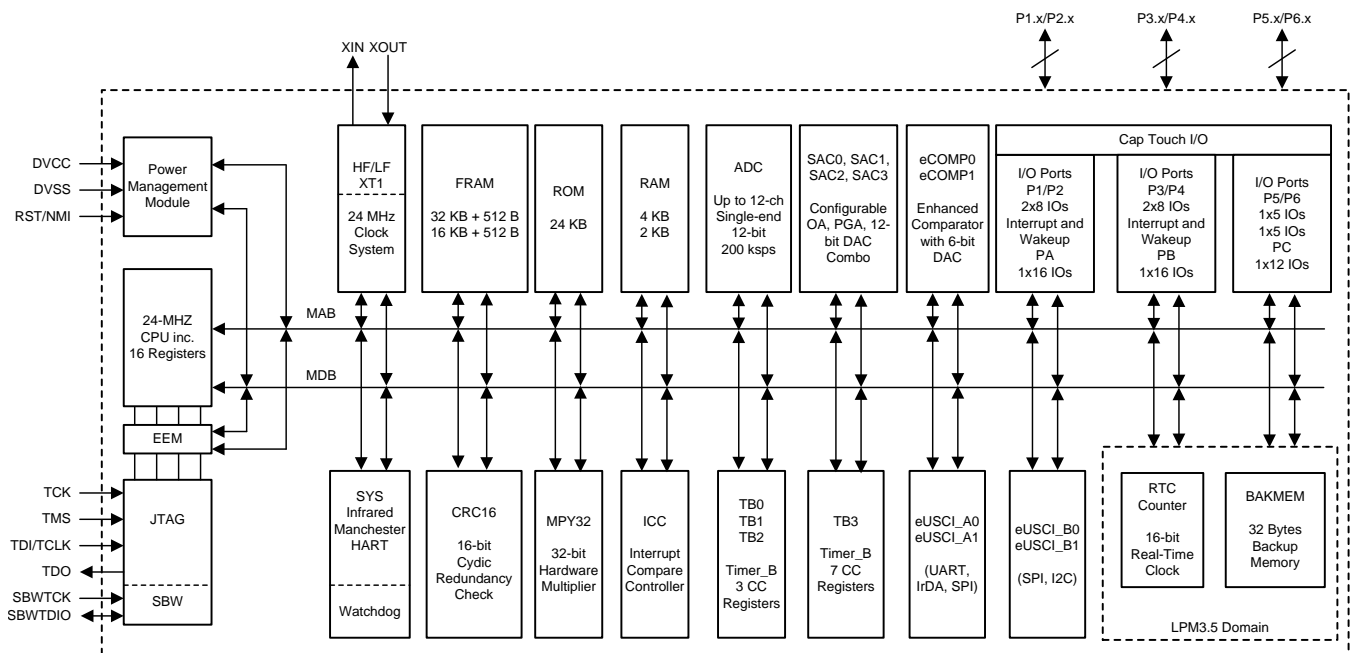 P1.x/P2.x
P3.x/P4.x
P5.x/P6.x
XIN XOUT
DVCC
DVSS
RST/NMI
Power
Management
Module
HF/LF
XT1
24 MHz
Clock
System
FRAM
32 KB + 512 B
16 KB + 512 B
ROM
24 KB
RAM
4 KB
2 KB
ADC
Up to 12-ch
Single-end
12-bit
200 ksps
SAC0, SAC1,
SAC2, SAC3
Configurable
OA, PGA, 12-
bit DAC
Combo
eCOMP0
eCOMP1
Enhanced
Comparator
with 6-bit
DAC
Cap Touch I/O
I/O Ports
P1/P2
2x8 IOs
Interrupt and
Wakeup
PA
1x16 IOs
I/O Ports
P3/P4
2x8 IOs
Interrupt and
Wakeup
PB
1x16 IOs
I/O Ports
P5/P6
1x5 IOs
1x5 IOs
PC
1x12 IOs
24-MHZ
CPU inc.
16 Registers
MAB
MDB
EEM
TCK
TMS
TDI/TCLK
TDO
SBWTCK
SBWTDIO
JTAG
SBW
SYS
Infrared
Manchester
HART
Watchdog
CRC16
16-bit
Cydic
Redundancy
Check
MPY32
32-bit
Hardware
Multiplier
ICC
Interrupt
Compare
Controller
TB0
TB1
TB2
Timer_B
3 CC
Registers
TB3
Timer_B
7 CC
Registers
eUSCI_A0
eUSCI_A1
(UART,
IrDA, SPI)
eUSCI_B0
eUSCI_B1
(SPI, I2C)
RTC
Counter
16-bit
Real-Time
Clock
BAKMEM
32 Bytes
Backup
Memory
LPM3.5 Domain